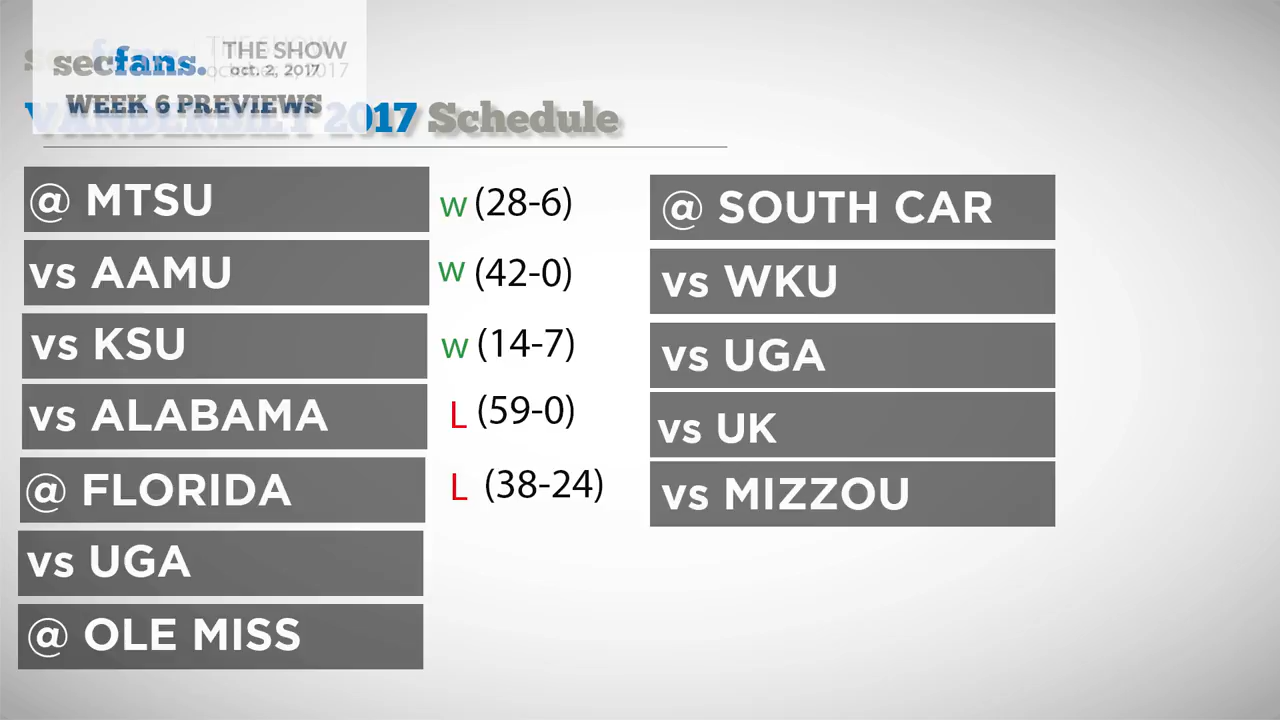 secfans. THE SHOW
oct. 2, 2017
WEEK 6 PREVIEWS
VANDERBILT 2017 Schedule
@ MTSU W (28-6)
vs AAMU W (42-0)
vs KSU W (14-7)
vs ALABAMA L (59-0)
@ FLORIDA L (38-24)
vs UGA
@ OLE MISS
@ SOUTH CAR
vs WKU
vs UGA
vs UK
vs MIZZOU